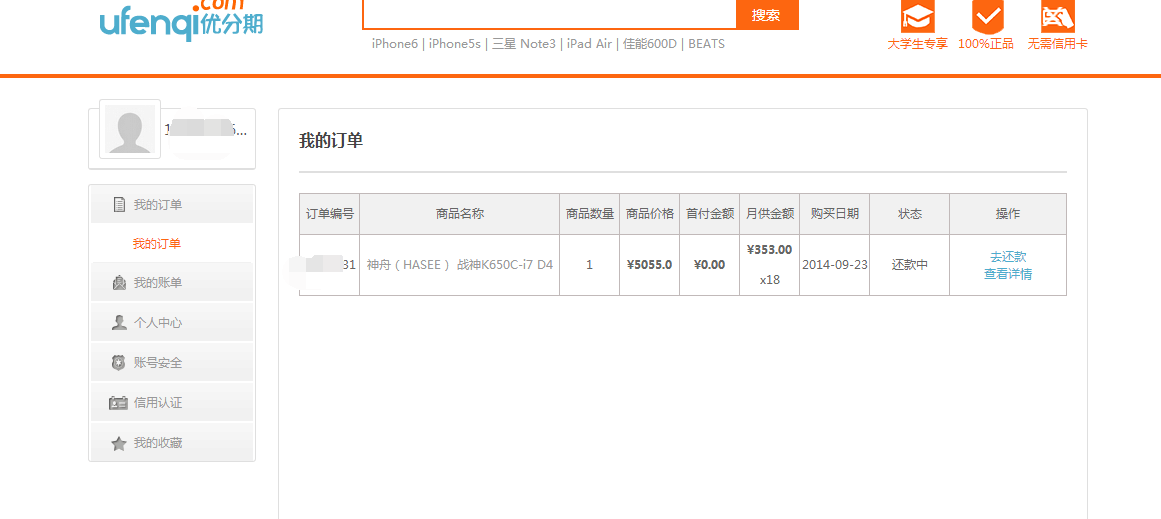 .com
ufenqi优分期
搜索
iPhone6 | iPhone5s | 三星 Note3 | iPad Air | 佳能600D | BEATS
大学生专享 100%正品 无需信用卡
我的订单
我的订单
我的账单
个人中心
账号安全
信用认证
我的收藏
我的订单
订单编号 商品名称 商品数量 商品价格 首付金额 月供金额 购买日期 状态 操作
31 神舟（HASEE） 战神K650C-i7 D4 1 ¥5055.0 ¥0.00 ¥353.00 x18 2014-09-23 还款中 去还款
查看详情